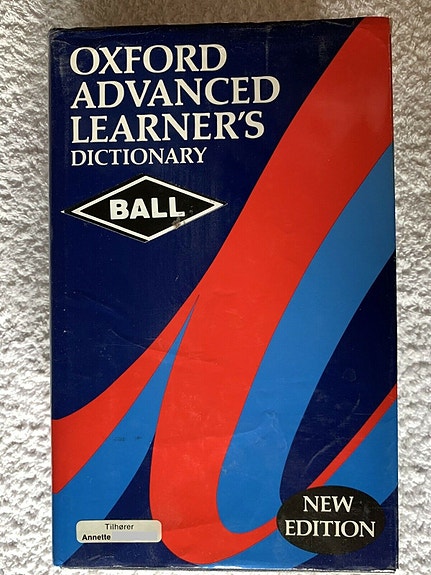 OXFORD
ADVANCED
LEARNER'S
DICTIONARY
BALL
NEW
EDITION
Tilhører
Annette